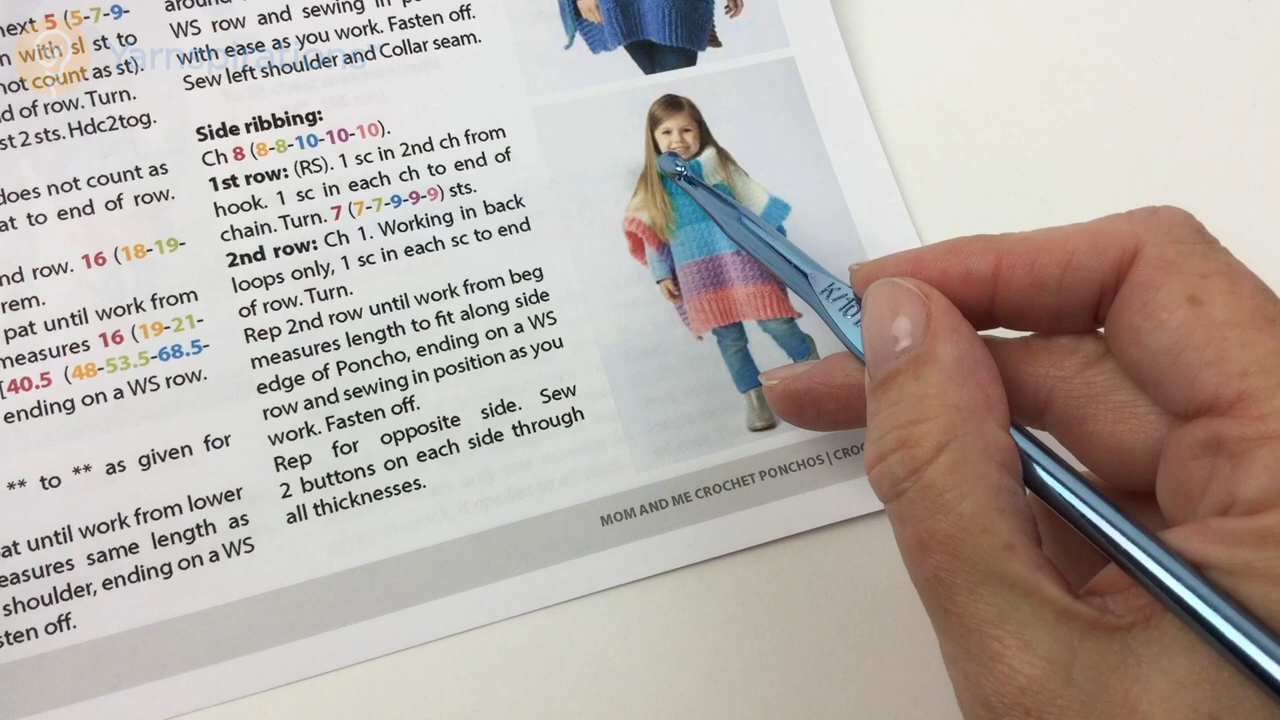 next 5 (5-7-9-
n with sl st to
not count as st).
d of row. Turn.
st 2 sts. Hdc2tog.
does not count as
at to end of row.
nd row. 16 (18-19-
rem.
pat until work from
measures 16 (19-21-
[40.5 (48-53.5-68.5-
ending on a WS row.
** to ** as given for
at until work from lower
easures same length as
shoulder, ending on a WS
sten off.
around
WS row and sewing in
with ease as you work. Fasten off.
Sew left shoulder and Collar seam.
Side ribbing:
Ch 8 (8-8-10-10-10).
1st row: (RS). 1 sc in 2nd ch from
hook. 1 sc in each ch to end of
chain. Turn. 7 (7-7-9-9-9) sts.
2nd row: Ch 1. Working in back
loops only, 1 sc in each sc to end
of row. Turn.
Rep 2nd row until work from beg
measures length to fit along side
edge of Poncho, ending on a WS
row and sewing in position as you
work. Fasten off.
Rep for opposite side. Sew
2 buttons on each side through
all thicknesses.
MOM AND ME CROCHET PONCHOS | CROC
Yarnspirations